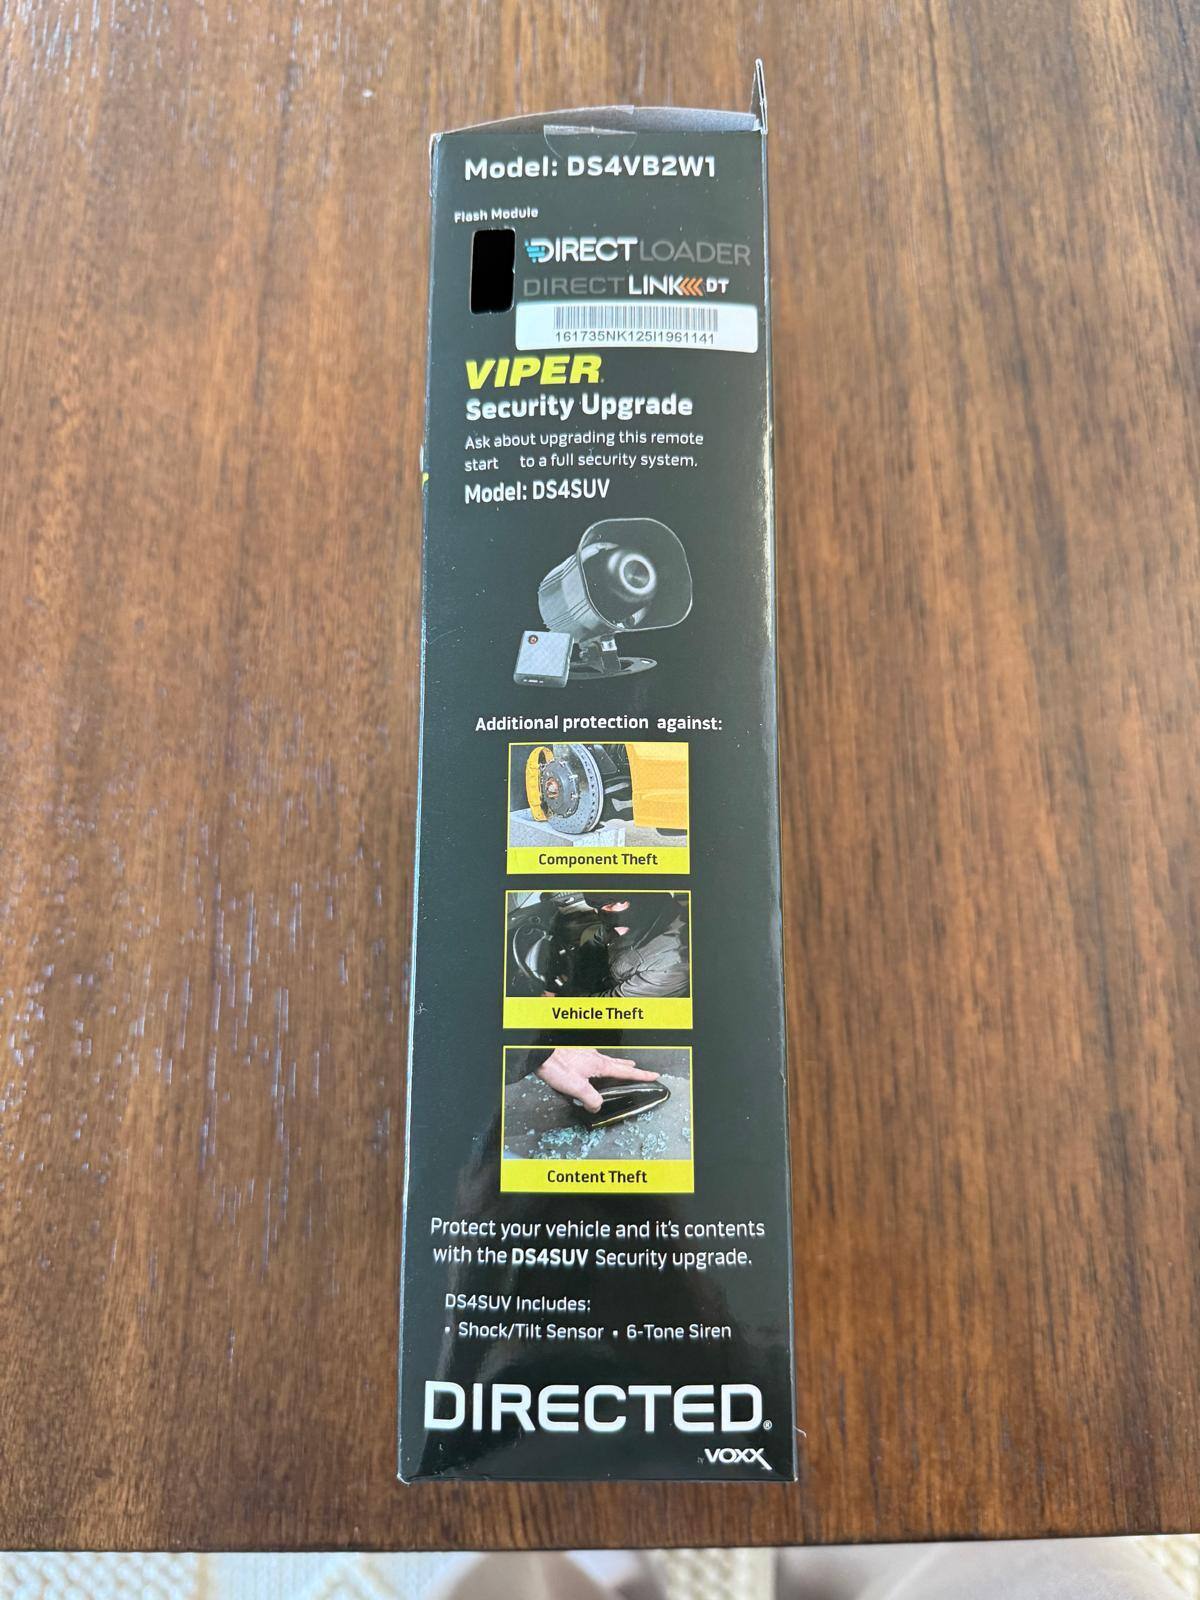 Model: DS4VB2W1
Flash Module
DIRECTLOADER
DIRECTLINK DT
161735NK125I1961141
VIPER®
Security Upgrade
Ask about upgrading this remote
start to a full security system.
Model: DS4SUV
Additional protection against:
Component Theft
Vehicle Theft
Content Theft
Protect your vehicle and it's contents
with the DS4SUV Security upgrade.
DS4SUV Includes:
• Shock/Tilt Sensor • 6-Tone Siren
DIRECTED®
by VOXX